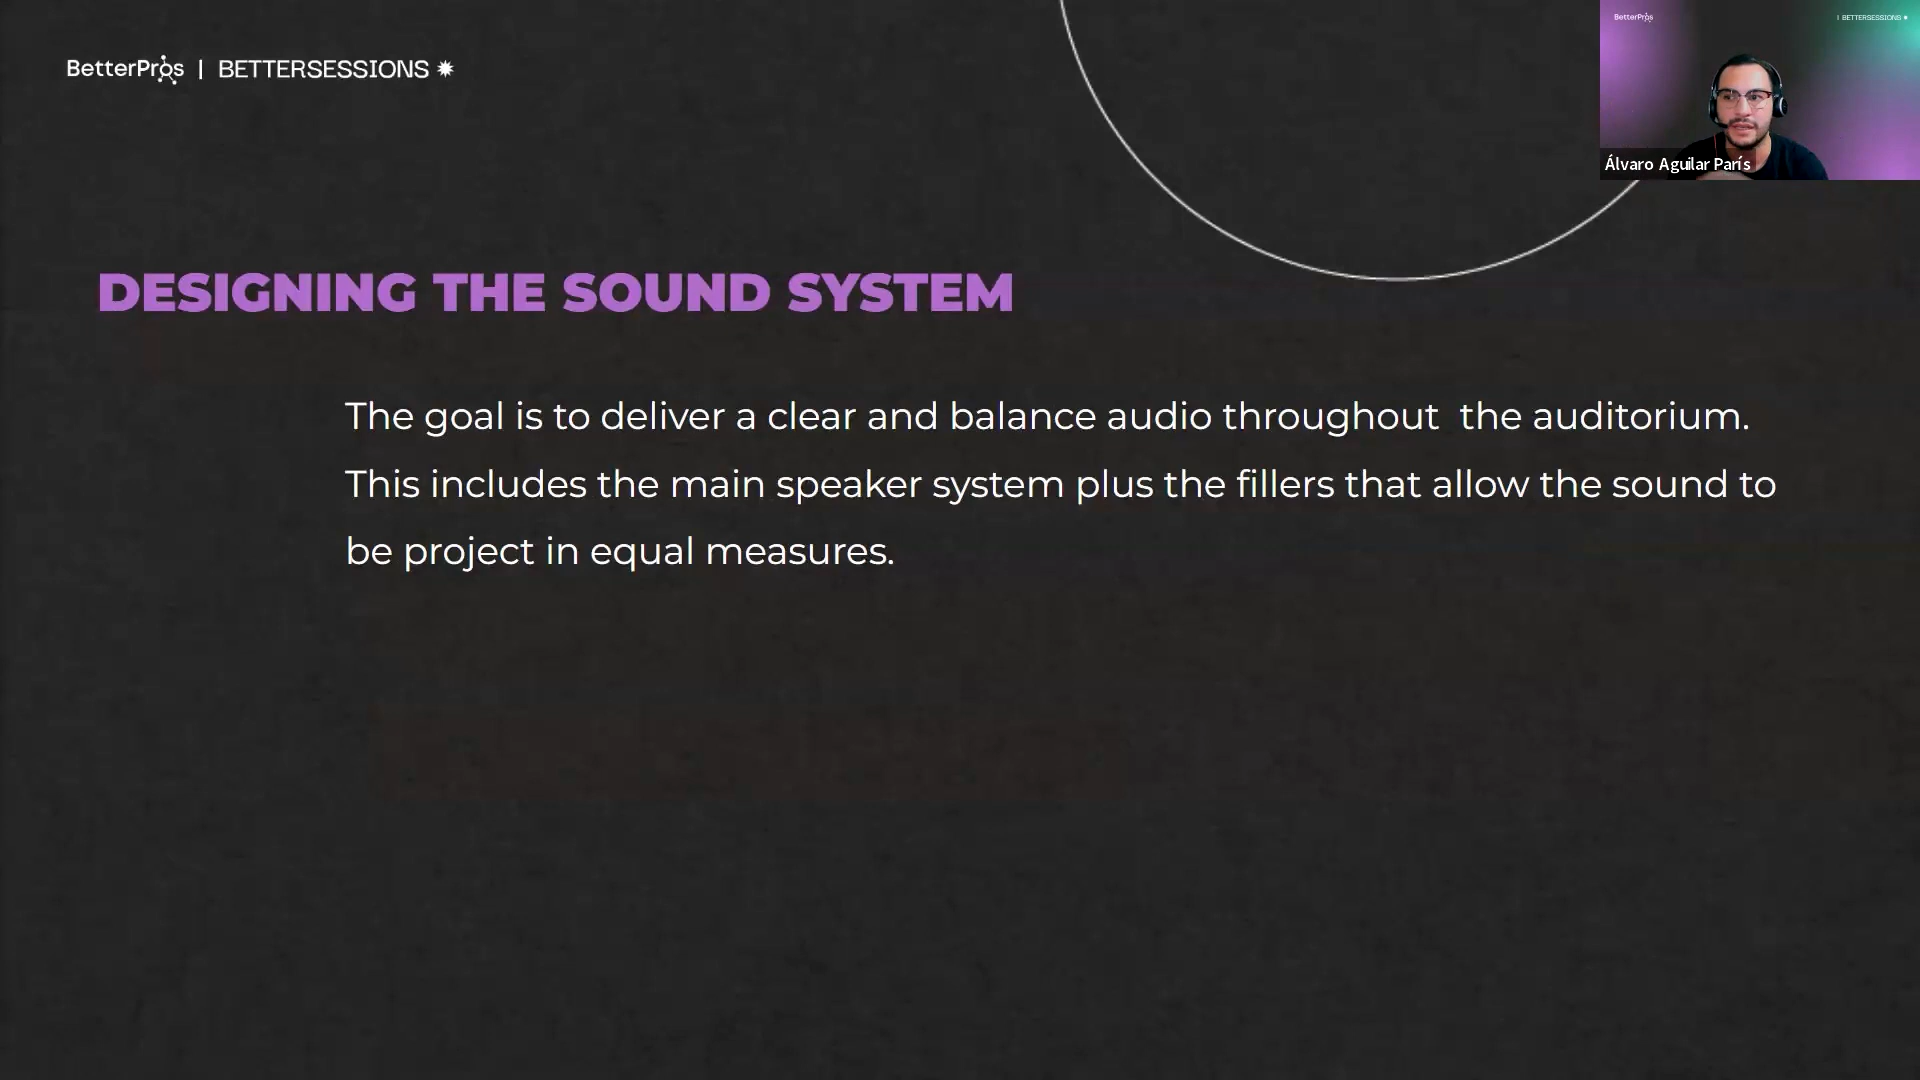 BetterPros | BETTERSESSIONS
BetterPros | BETTERSESSIONS
Álvaro Aguilar París
DESIGNING THE SOUND SYSTEM
The goal is to deliver a clear and balance audio throughout  the auditorium.
This includes the main speaker system plus the fillers that allow the sound to
be project in equal measures.